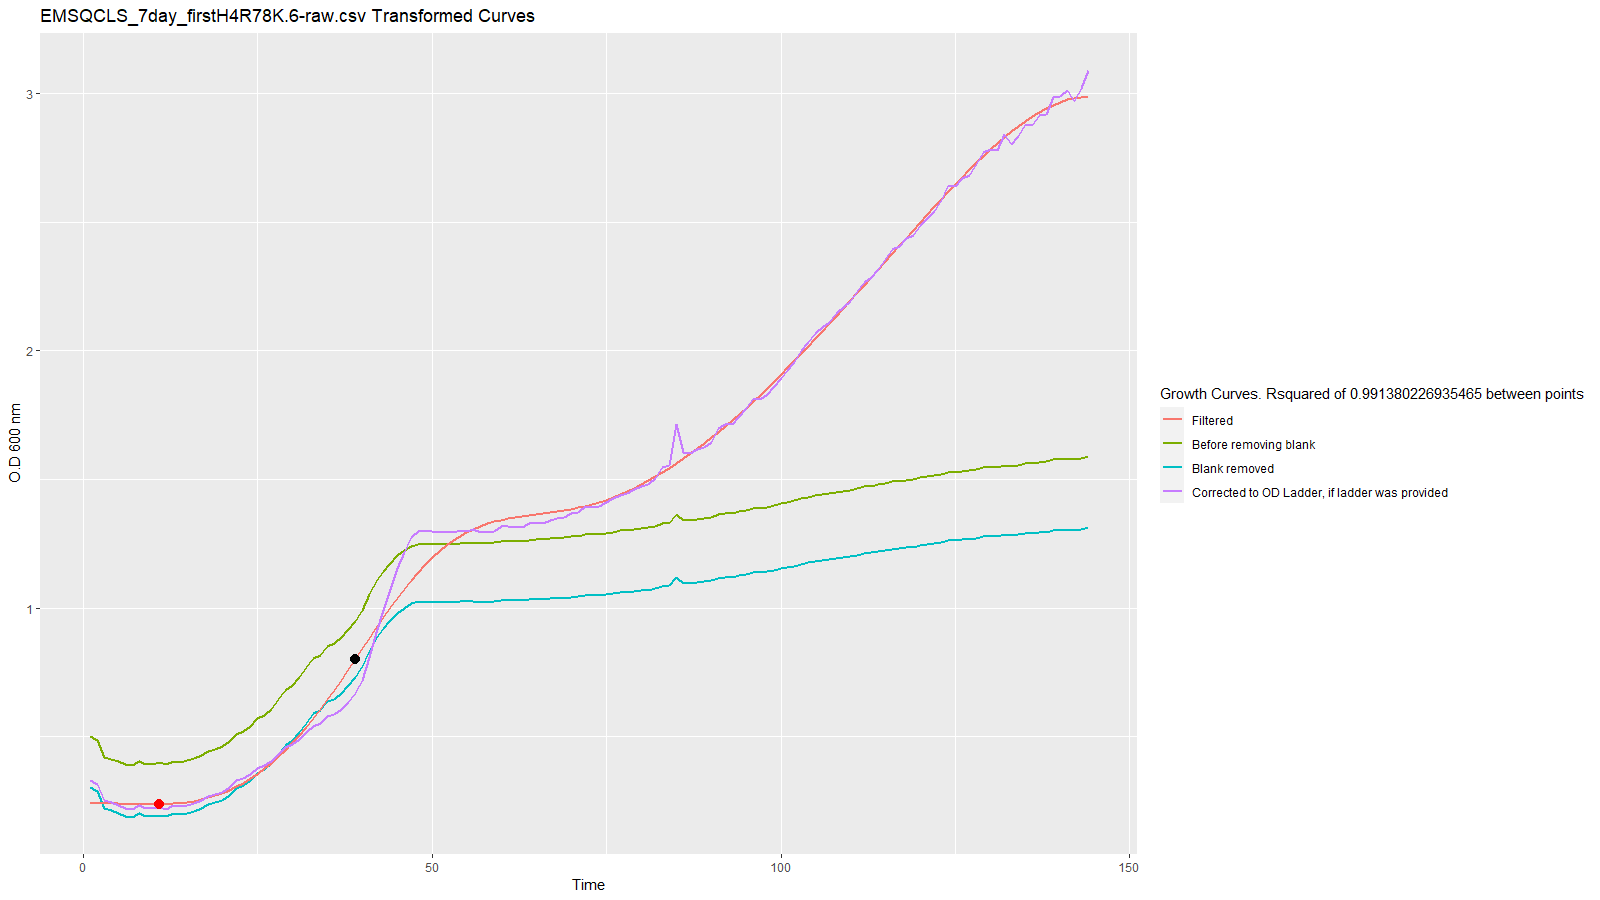 EMSQCLS_7day_firstH4R78K.6-raw.csv Transformed Curves
O.D 600 nm
3
2
1
0
50
100
150
Time
Growth Curves. Rsquared of 0.991380226935465 between points
Filtered
Before removing blank
Blank removed
Corrected to OD Ladder, if ladder was provided